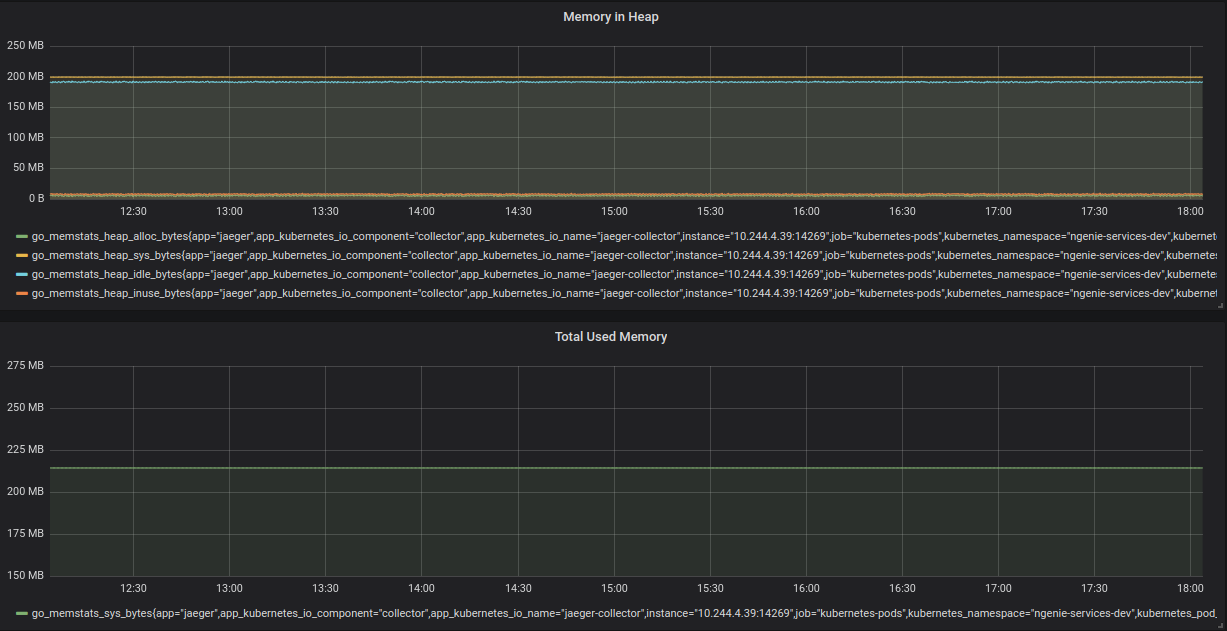 Memory in Heap
250 MB
200 MB
150 MB
100 MB
50 MB
0 B
12:30 13:00 13:30 14:00 14:30 15:00 15:30 16:00 16:30 17:00 17:30 18:00
go_memstats_heap_alloc_bytes{app="jaeger",app_kubernetes_io_component="collector",app_kubernetes_io_name="jaeger-collector",instance="10.244.4.39:14269",job="kubernetes-pods",kubernetes_namespace="ngenie-services-dev",kubernet
go_memstats_heap_sys_bytes{app="jaeger",app_kubernetes_io_component="collector",app_kubernetes_io_name="jaeger-collector",instance="10.244.4.39:14269",job="kubernetes-pods",kubernetes_namespace="ngenie-services-dev",kubernetes
go_memstats_heap_idle_bytes{app="jaeger",app_kubernetes_io_component="collector",app_kubernetes_io_name="jaeger-collector",instance="10.244.4.39:14269",job="kubernetes-pods",kubernetes_namespace="ngenie-services-dev",kubernetes
go_memstats_heap_inuse_bytes{app="jaeger",app_kubernetes_io_component="collector",app_kubernetes_io_name="jaeger-collector",instance="10.244.4.39:14269",job="kubernetes-pods",kubernetes_namespace="ngenie-services-dev",kubernet
Total Used Memory
275 MB
250 MB
225 MB
200 MB
175 MB
150 MB
12:30 13:00 13:30 14:00 14:30 15:00 15:30 16:00 16:30 17:00 17:30 18:00
go_memstats_sys_bytes{app="jaeger",app_kubernetes_io_component="collector",app_kubernetes_io_name="jaeger-collector",instance="10.244.4.39:14269",job="kubernetes-pods",kubernetes_namespace="ngenie-services-dev",kubernetes_pod_